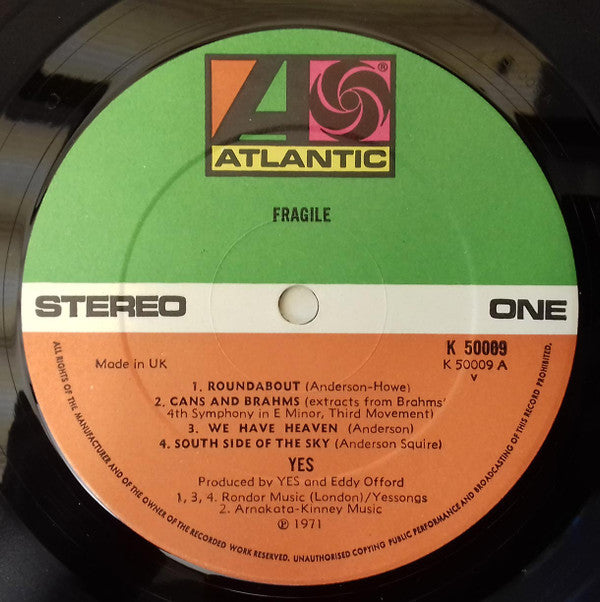 ®
ATLANTIC
FRAGILE
STEREO
ONE
Made in UK
K 50009
K 50009 A
v
1. ROUNDABOUT (Anderson-Howe)
2. CANS AND BRAHMS (extracts from Brahms'
4th Symphony in E Minor, Third Movement)
3. WE HAVE HEAVEN (Anderson)
4. SOUTH SIDE OF THE SKY (Anderson Squire)
YES
Produced by YES and Eddy Offord
1, 3, 4. Rondor Music (London)/Yessongs
2. Arnakata-Kinney Music
℗ 1971
ALL RIGHTS OF THE MANUFACTURER AND OF THE OWNER OF THE RECORDED WORK RESERVED. UNAUTHORISED COPYING PUBLIC PERFORMANCE AND BROADCASTING OF THIS RECORD PROHIBITED.